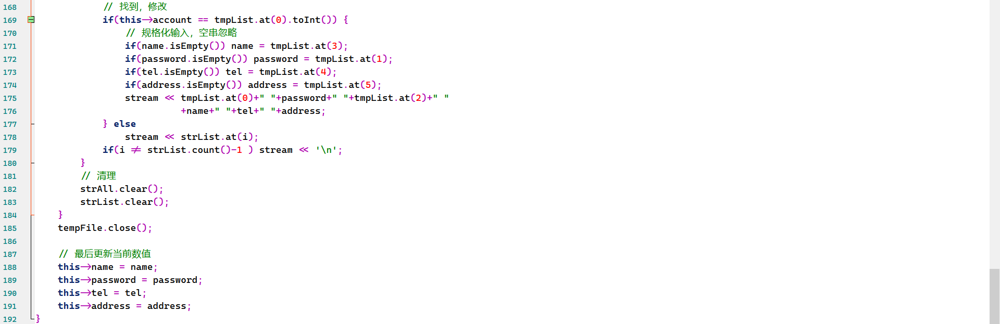 168 // 找到，修改
169 if(this->account == tmpList.at(0).toInt()) {
170 // 规格化输入，空串忽略
171 if(name.isEmpty()) name = tmpList.at(3);
172 if(password.isEmpty()) password = tmpList.at(1);
173 if(tel.isEmpty()) tel = tmpList.at(4);
174 if(address.isEmpty()) address = tmpList.at(5);
175 stream << tmpList.at(0)+" "+password+" "+tmpList.at(2)+" "
176 +name+" "+tel+" "+address;
177 } else
178 stream << strList.at(i);
179 if(i != strList.count()-1 ) stream << '\n';
180 }
181 // 清理
182 strAll.clear();
183 strList.clear();
184 }
185 tempFile.close();
186
187 // 最后更新当前数值
188 this->name = name;
189 this->password = password;
190 this->tel = tel;
191 this->address = address;
192 }